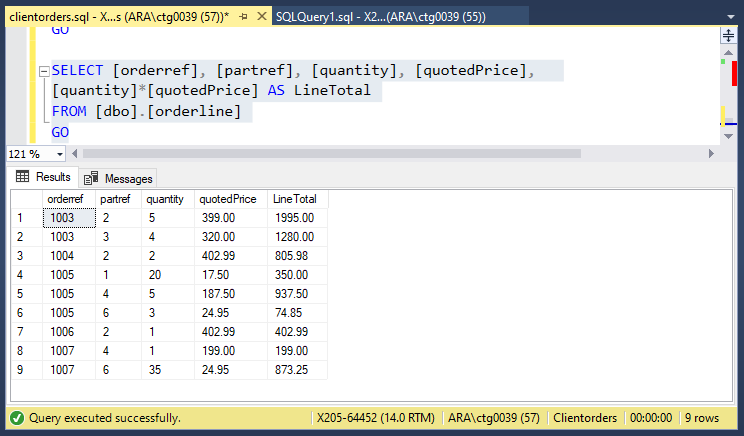 clientorders.sql - X...s (ARA\ctg0039 (57))* SQLQuery1.sql - X2...(ARA\ctg0039 (55))
GO
SELECT [orderref], [partref], [quantity], [quotedPrice],
[quantity]*[quotedPrice] AS LineTotal
FROM [dbo].[orderline]
GO
121 %
Results Messages
orderref partref quantity quotedPrice LineTotal
1 1003 2 5 399.00 1995.00
2 1003 3 4 320.00 1280.00
3 1004 2 2 402.99 805.98
4 1005 1 20 17.50 350.00
5 1005 4 5 187.50 937.50
6 1005 6 3 24.95 74.85
7 1006 2 1 402.99 402.99
8 1007 4 1 199.00 199.00
9 1007 6 35 24.95 873.25
Query executed successfully. X205-64452 (14.0 RTM) ARA\ctg0039 (57) Clientorders 00:00:00 9 rows